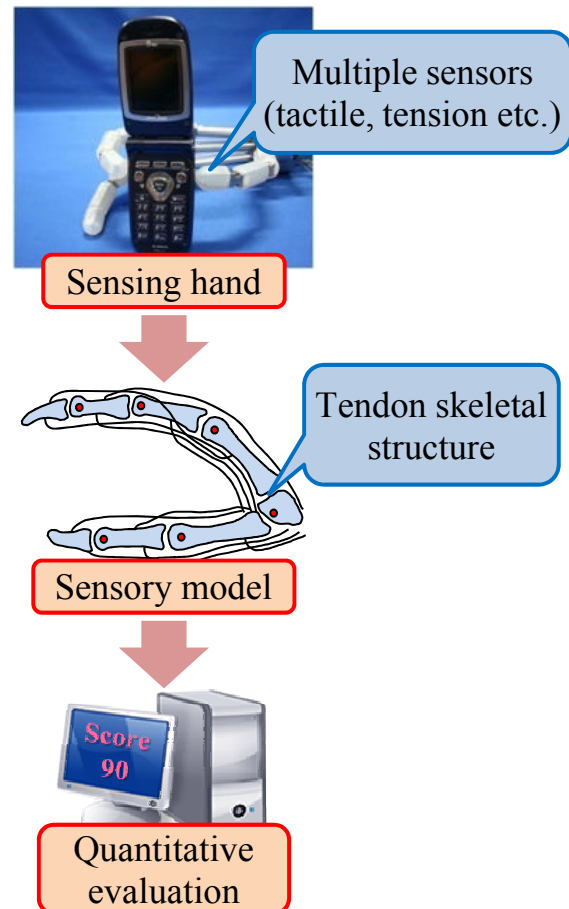 Multiple sensors
(tactile, tension etc.)
Sensing hand
Tendon skeletal
structure
Sensory model
Score
90
Quantitative
evaluation